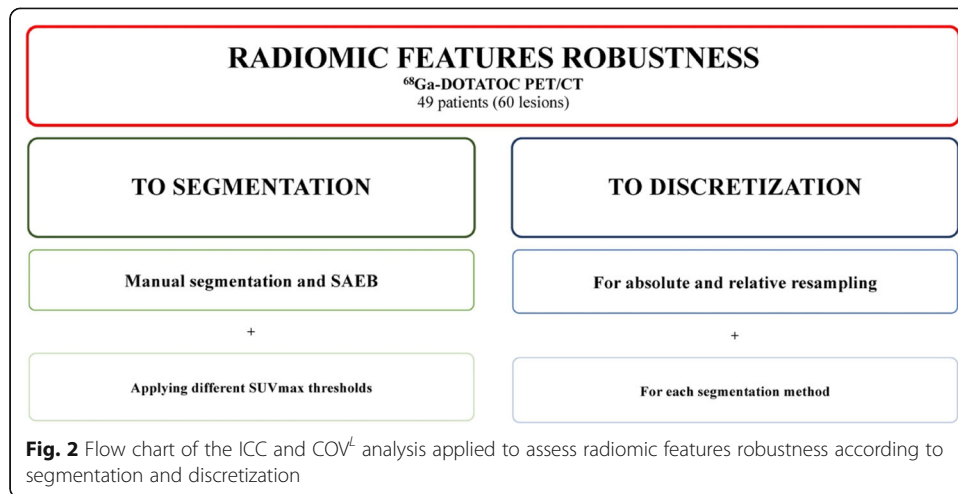 RADIOMIC FEATURES ROBUSTNESS
⁶⁸Ga-DOTATOC PET/CT
49 patients (60 lesions)
TO SEGMENTATION
TO DISCRETIZATION
Manual segmentation and SAEB
For absolute and relative resampling
+
+
Applying different SUVmax thresholds
For each segmentation method
Fig. 2 Flow chart of the ICC and COVᴸ analysis applied to assess radiomic features robustness according to
segmentation and discretization